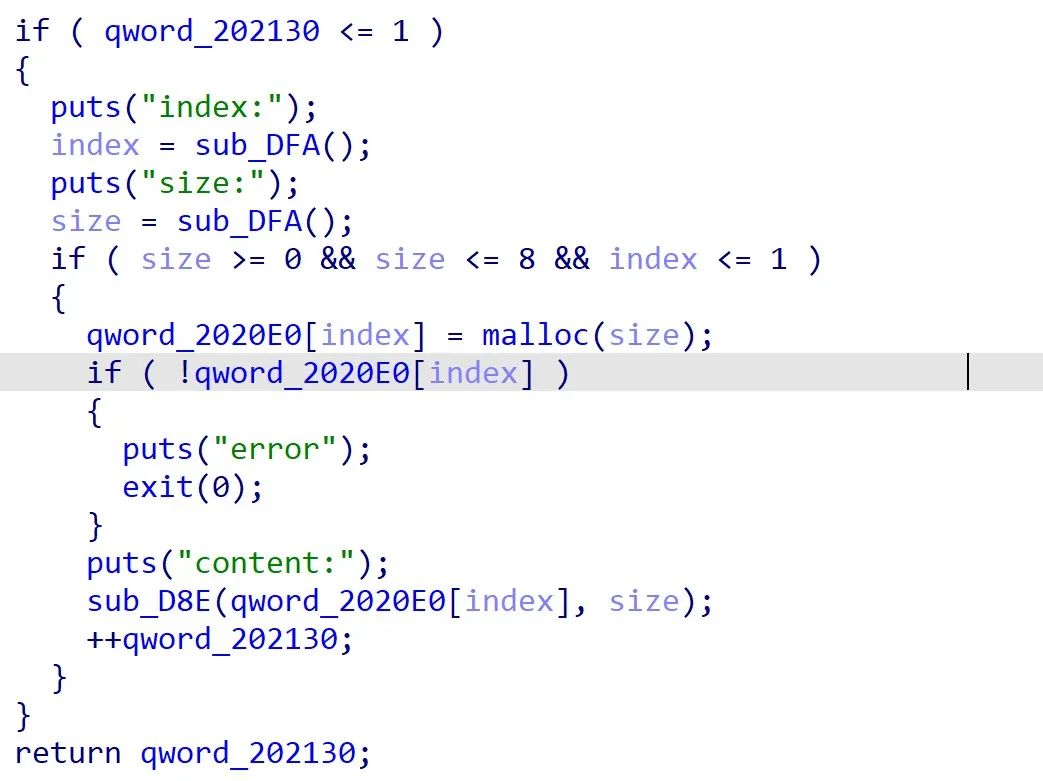 if ( qword_202130 <= 1 )
{
puts("index:");
index = sub_DFA();
puts("size:");
size = sub_DFA();
if ( size >= 0 && size <= 8 && index <= 1 )
{
qword_2020E0[index] = malloc(size);
if ( !qword_2020E0[index] )
{
puts("error");
exit(0);
}
puts("content:");
sub_D8E(qword_2020E0[index], size);
++qword_202130;
}
}
return qword_202130;